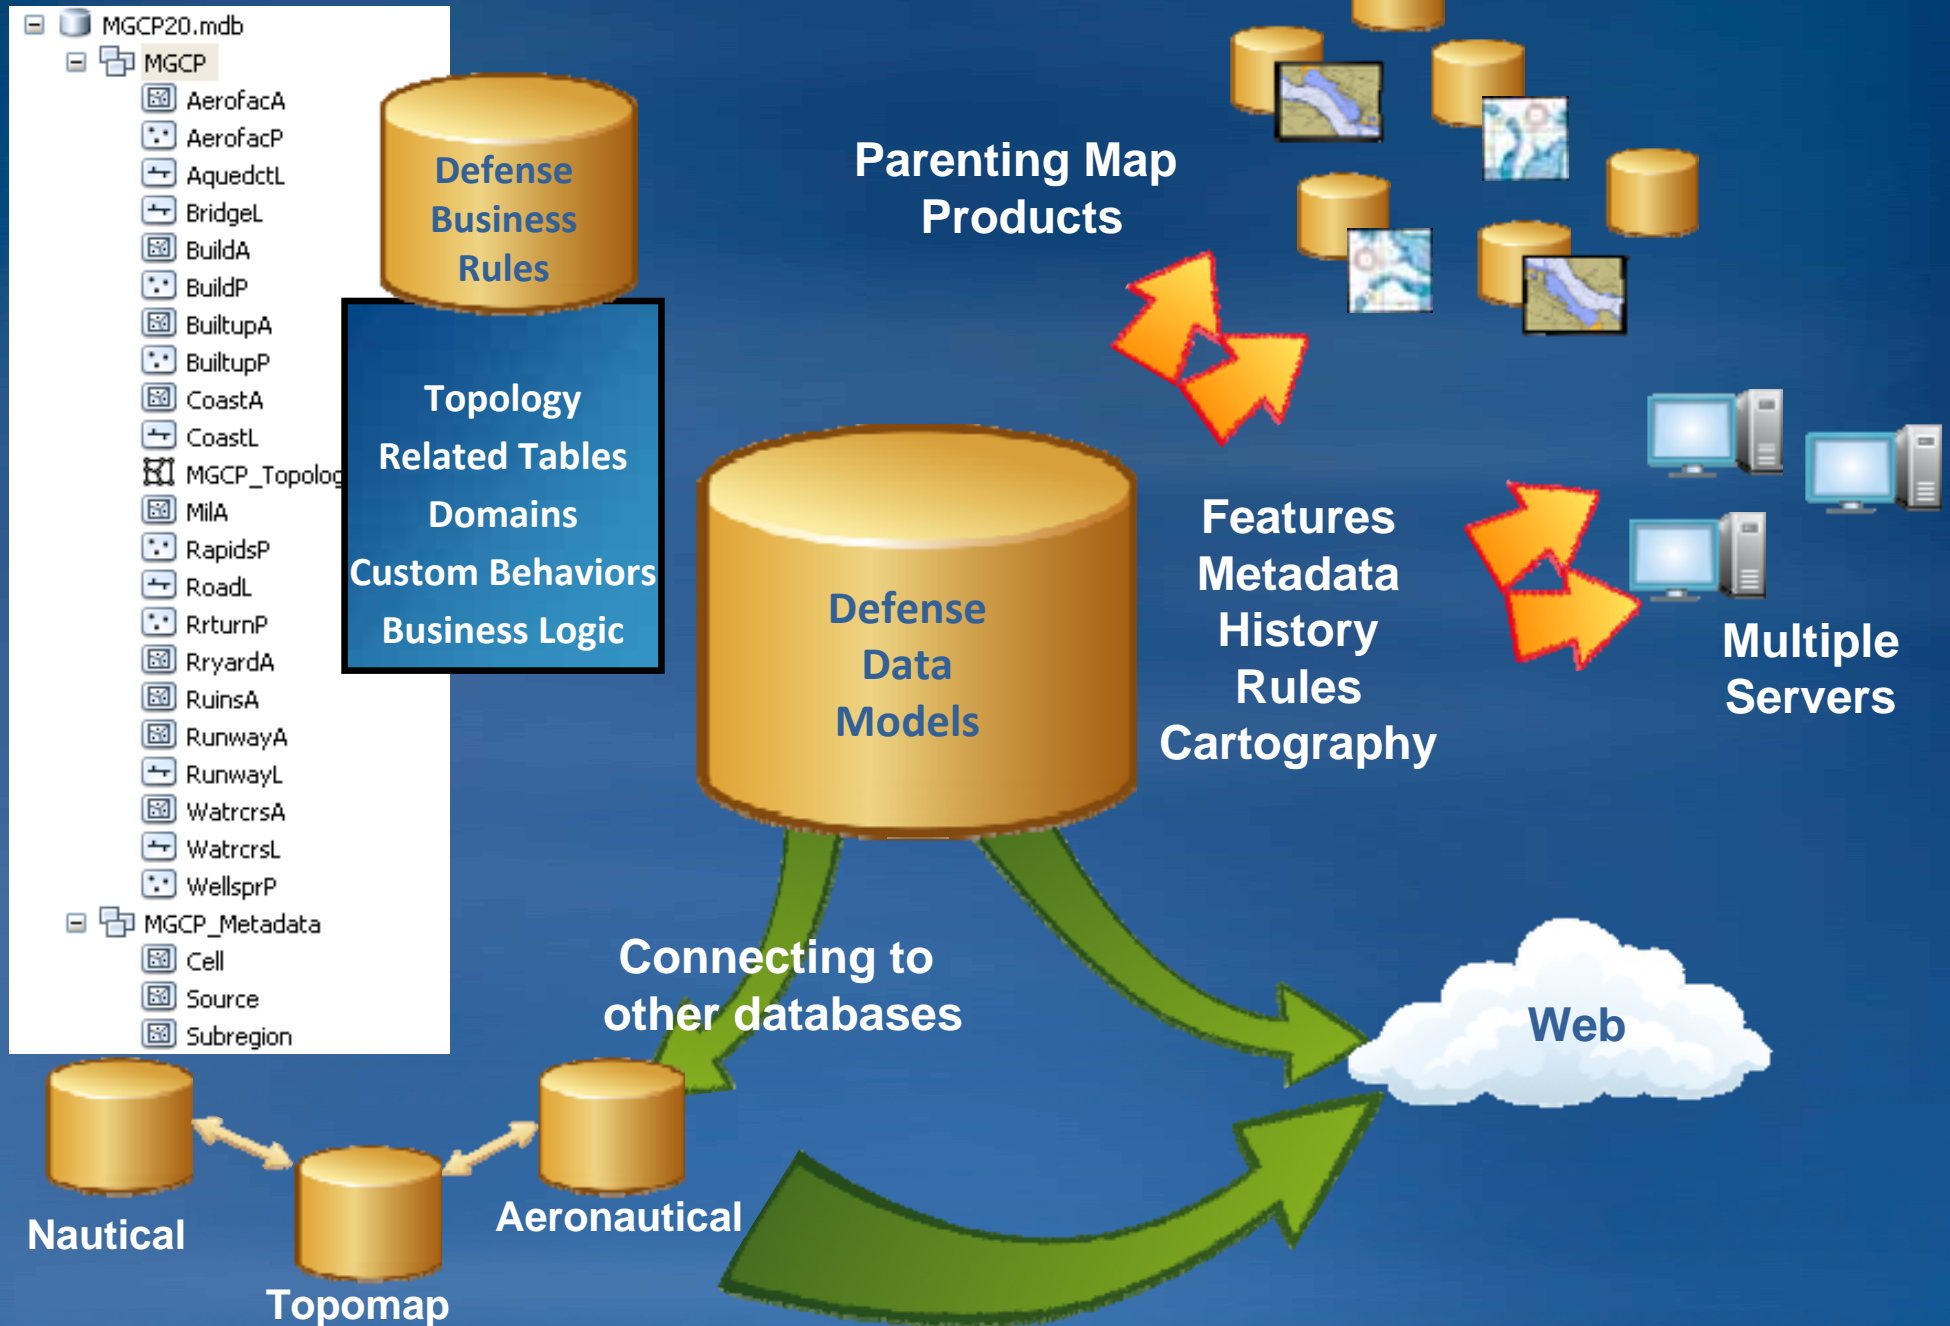 MGCP20.mdb
MGCP
AerofacA
AerofacP
AquedctL
BridgeL
BuildA
BuildP
BuiltupA
BuiltupP
CoastA
CoastL
MGCP_Topolog
MilA
RapidsP
RoadL
RrturnP
RryardA
RuinsA
RunwayA
RunwayL
WatrcrsA
WatrcrsL
WellsprP
MGCP_Metadata
Cell
Source
Subregion
Defense
Business
Rules
Topology
Related Tables
Domains
Custom Behaviors
Business Logic
Parenting Map
Products
Defense
Data
Models
Features
Metadata
History
Rules
Cartography
Multiple
Servers
Connecting to
other databases
Web
Nautical
Topomap
Aeronautical